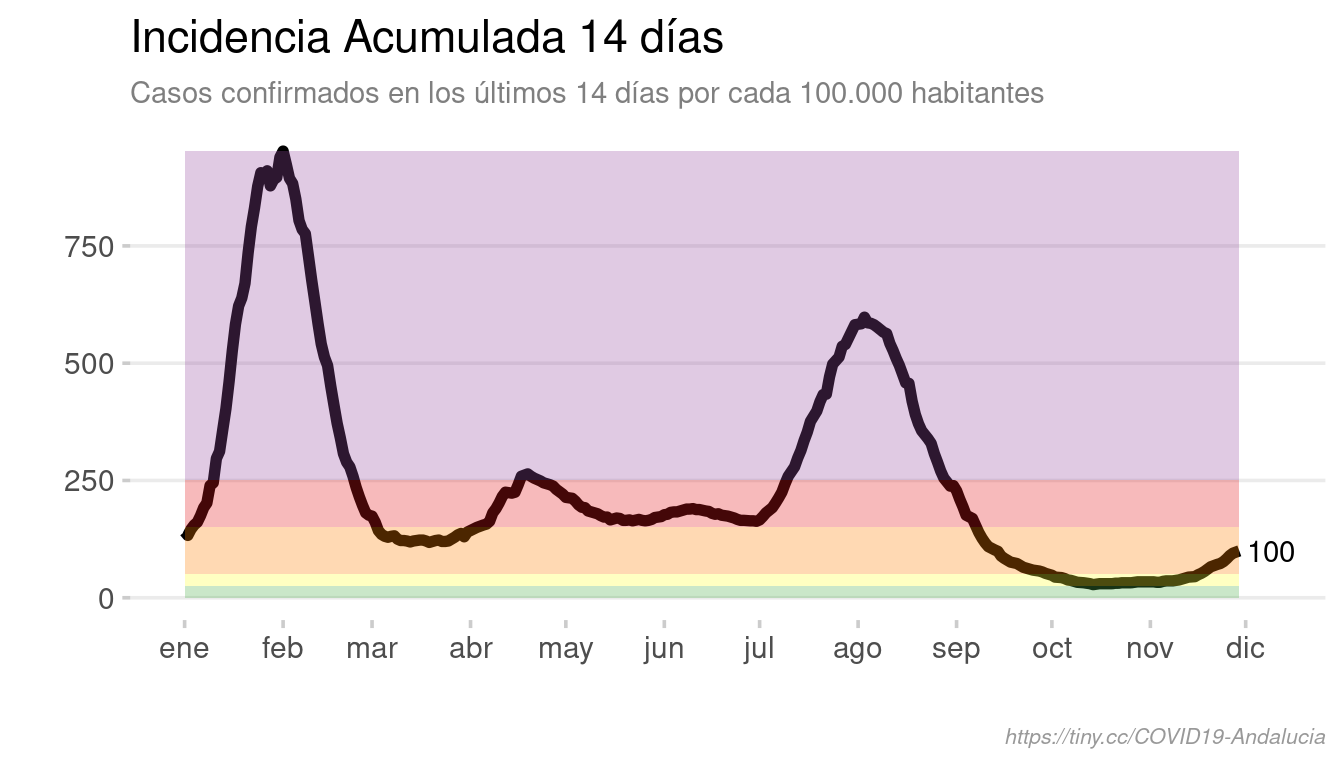 Incidencia Acumulada 14 días
Casos confirmados en los últimos 14 días por cada 100.000 habitantes
750
500
250
0
100
ene feb mar abr may jun jul ago sep oct nov dic
https://tiny.cc/COVID19-Andalucia